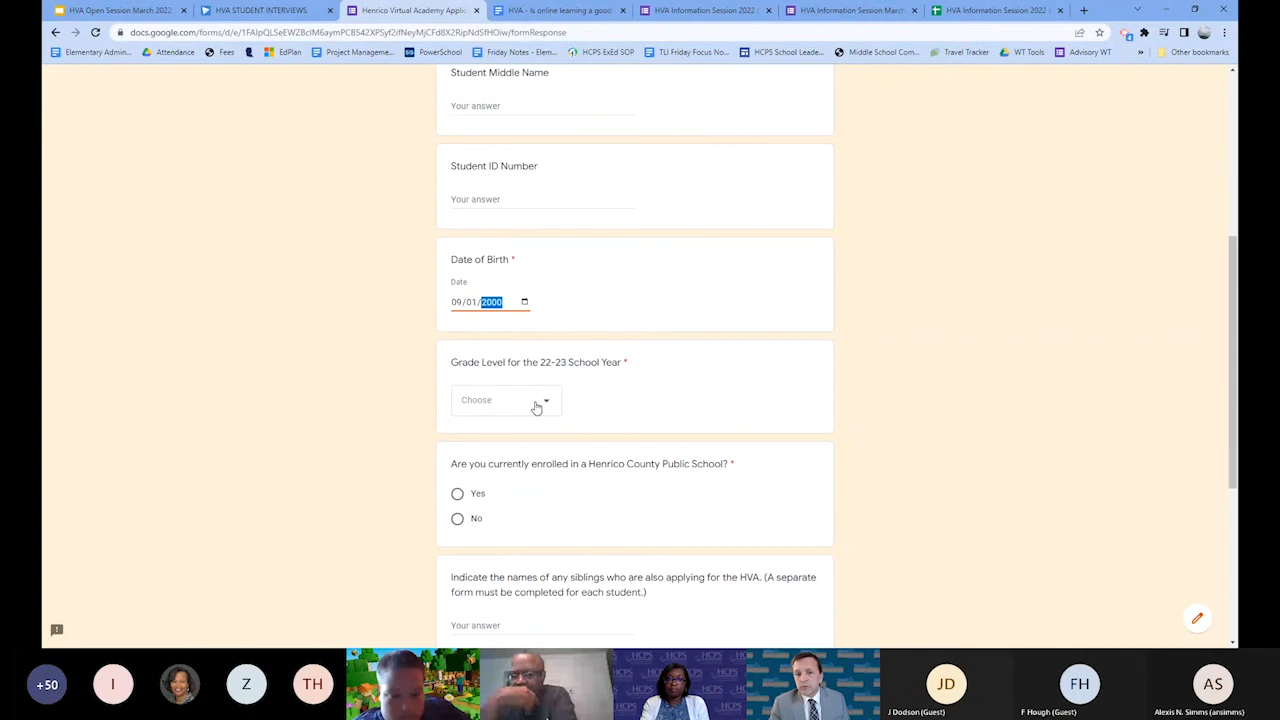 HVA Open Session March 2022
HVA STUDENT INTERVIEWS
Henrico Virtual Academy Applic
HVA - Is online learning a good
HVA Information Session 2022
HVA Information Session March
HVA Information Session 2022
docs.google.com/forms/d/e/1FAIpQLSeEWZ8clM6aymPCB542XPSyf2ifNeyMjCFd8X2RipNdSfHOiw/formResponse
Elementary Admin...
Attendance
Fees
EdPlan
Project Manageme...
PowerSchool
Friday Notes - Elem...
HCPS ExEd SOP
TLI Friday Focus No...
HCPS School Leade...
Middle School Com...
Travel Tracker
WT Tools
Advisory WT
»
Other bookmarks
Student Middle Name
Your answer
Student ID Number
Your answer
Date of Birth *
Date
09/01/2000
Grade Level for the 22-23 School Year *
Choose
Are you currently enrolled in a Henrico County Public School? *
Yes
No
Indicate the names of any siblings who are also applying for the HVA. (A separate
form must be completed for each student.)
Your answer
+50
I
Z
TH
HCPS
HCPS
HCPS
JD
FH
AS
J Dodson (Guest)
F Hough (Guest)
Alexis N. Simms (ansimms)